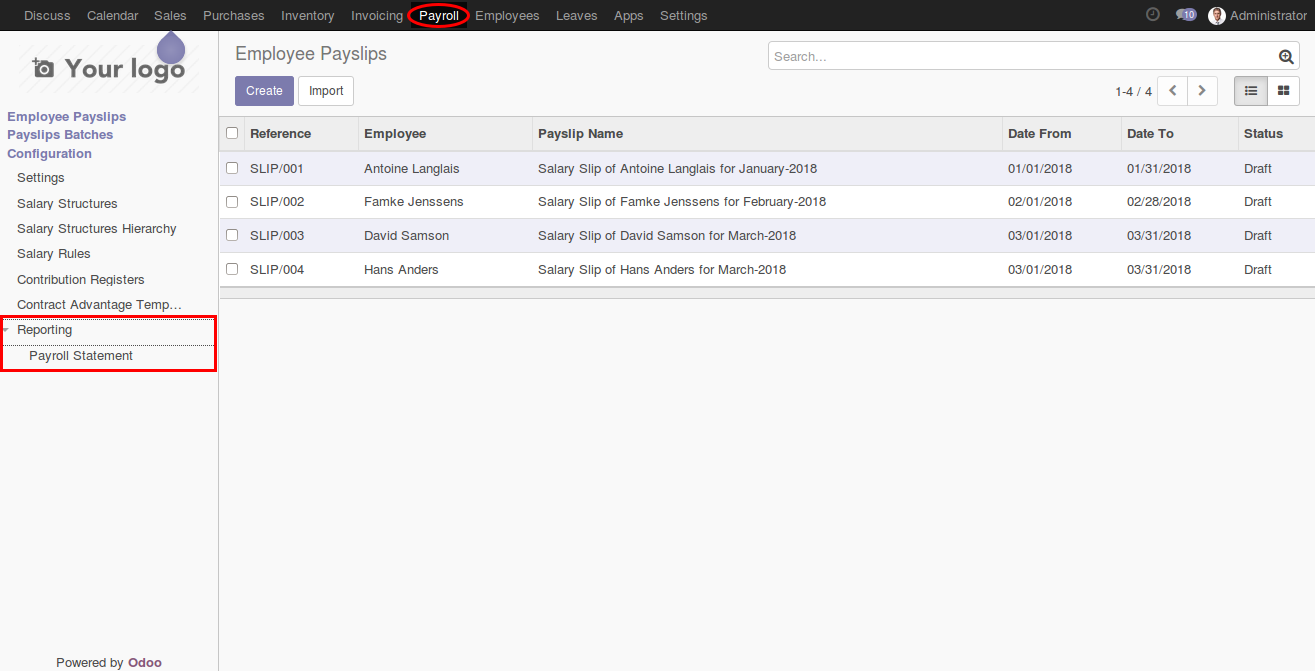 Discuss Calendar Sales Purchases Inventory Invoicing Payroll Employees Leaves Apps Settings 10 Administrator
Your logo
Employee Payslips
Payslips Batches
Configuration
Settings
Salary Structures
Salary Structures Hierarchy
Salary Rules
Contribution Registers
Contract Advantage Temp...
Reporting
Payroll Statement
Powered by Odoo
Employee Payslips
Search...
Create Import
1-4 / 4
Reference Employee Payslip Name Date From Date To Status
SLIP/001 Antoine Langlais Salary Slip of Antoine Langlais for January-2018 01/01/2018 01/31/2018 Draft
SLIP/002 Famke Jenssens Salary Slip of Famke Jenssens for February-2018 02/01/2018 02/28/2018 Draft
SLIP/003 David Samson Salary Slip of David Samson for March-2018 03/01/2018 03/31/2018 Draft
SLIP/004 Hans Anders Salary Slip of Hans Anders for March-2018 03/01/2018 03/31/2018 Draft